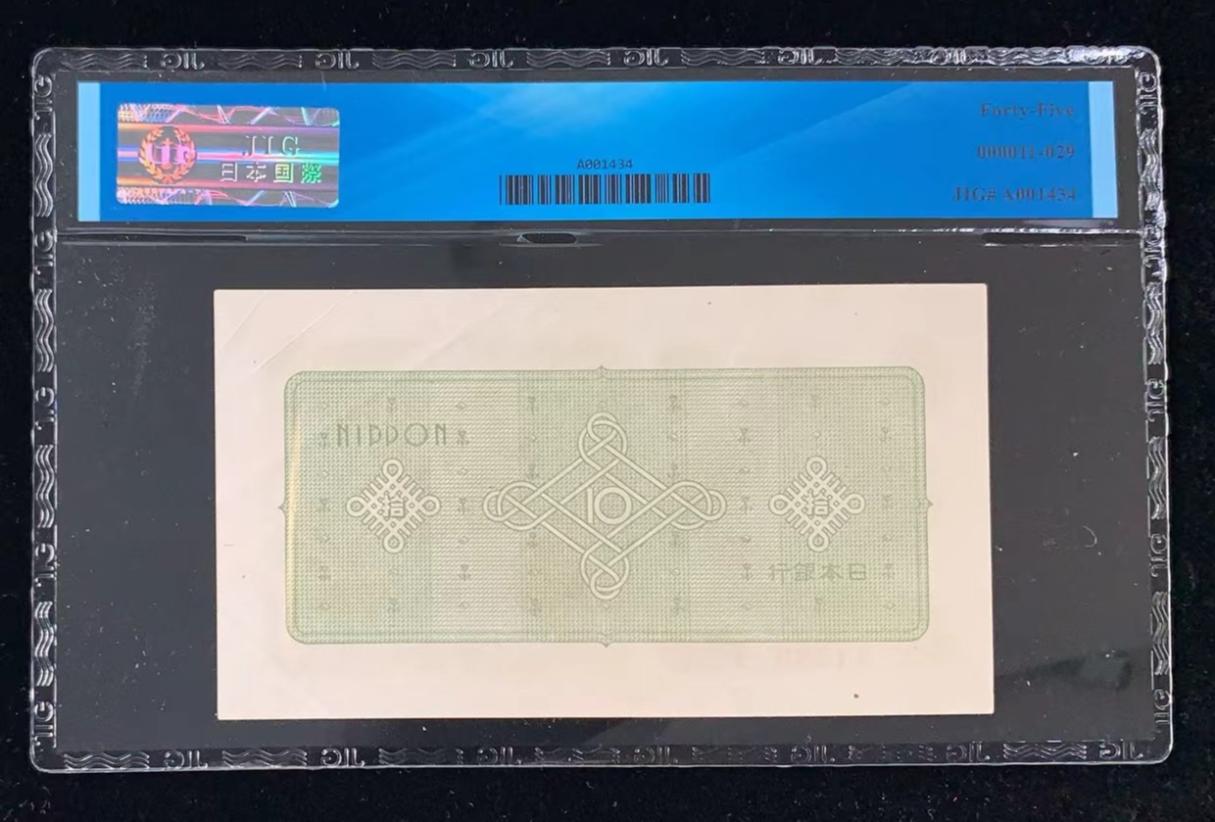 JIG
日本国際
A001434
Forty-Five
000011-029
JIG# A001434
NIPPON
拾
10
拾
行銀本日